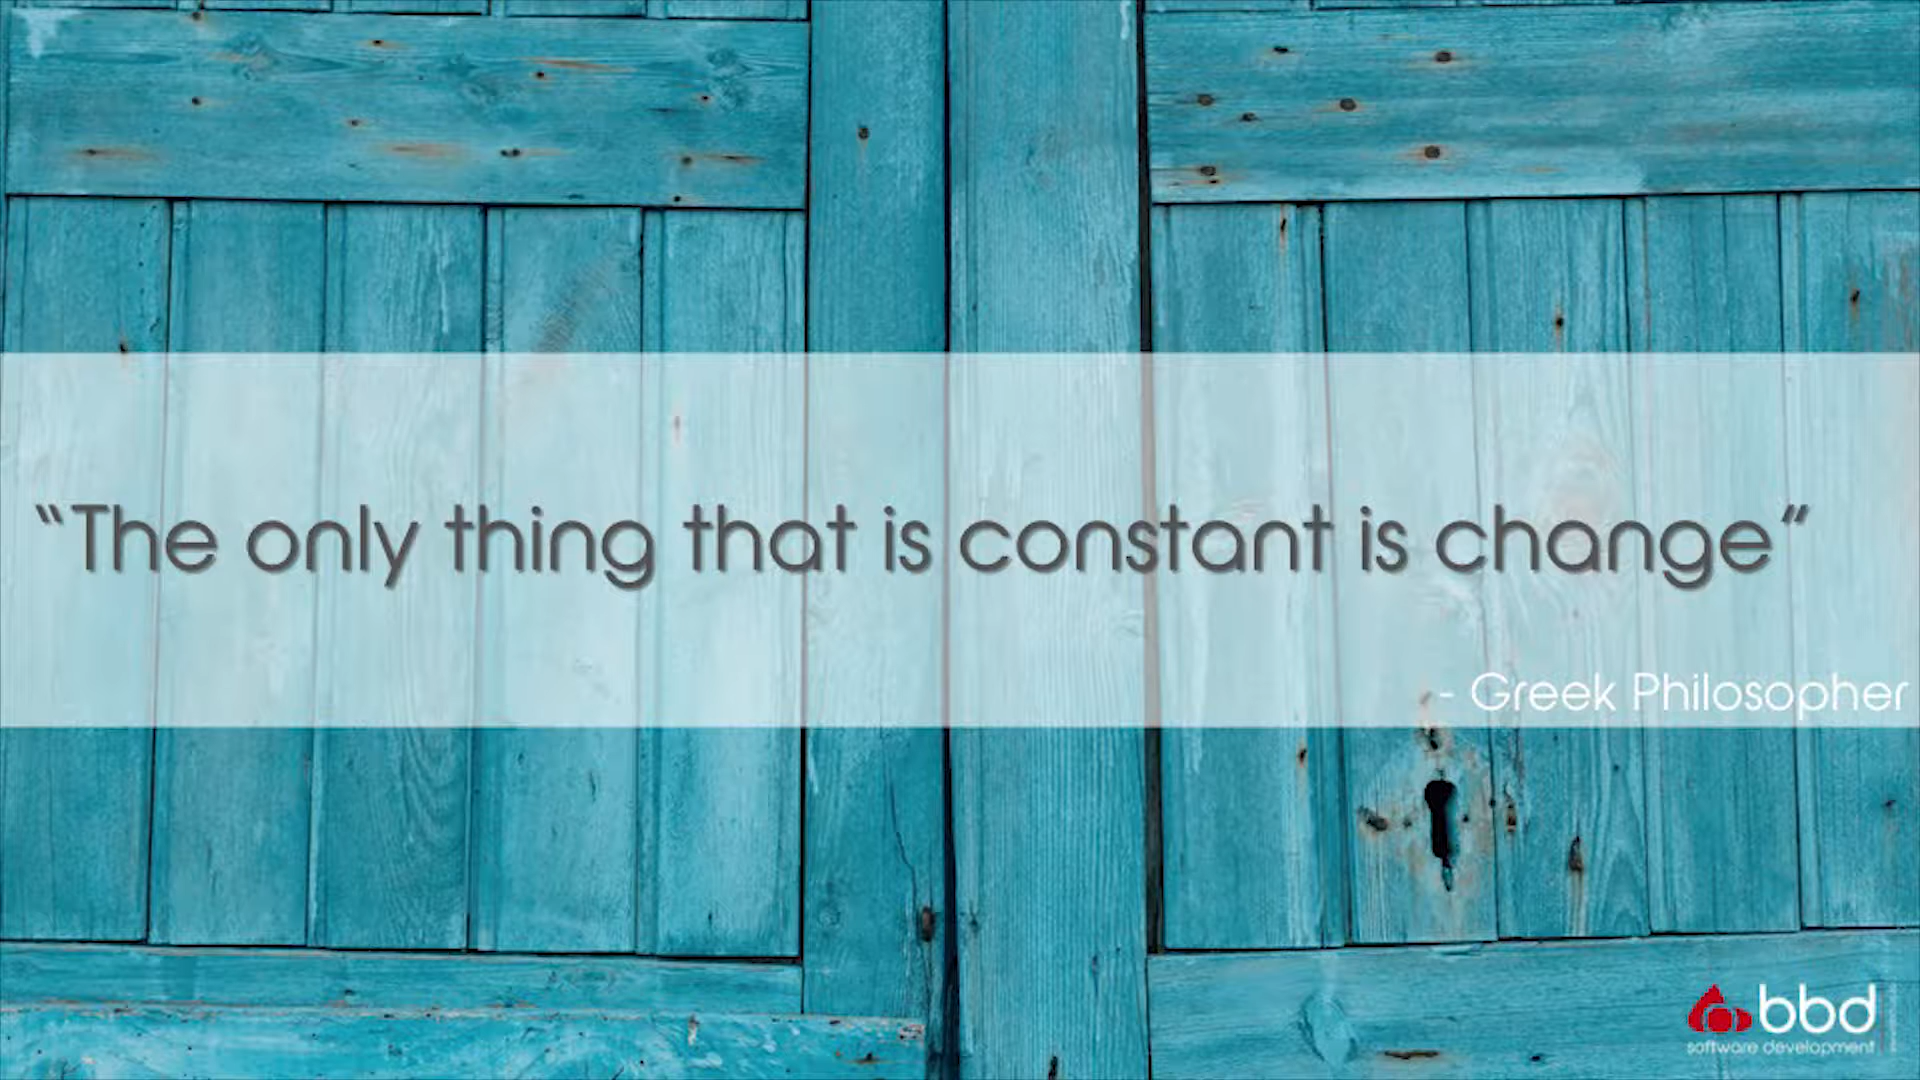 “The only thing that is constant is change”
- Greek Philosopher
bbd
software development